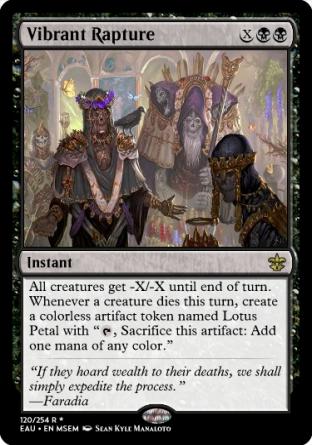 Vibrant Rapture X
Instant
All creatures get -X/-X until end of turn.
Whenever a creature dies this turn, create
a colorless artifact token named Lotus
Petal with “, Sacrifice this artifact: Add
one mana of any color.”
“If they hoard wealth to their deaths, we shall
simply expedite the process.”
—Faradia
120/254 R *
EAU • EN MSEM Sean Kyle Manaloto